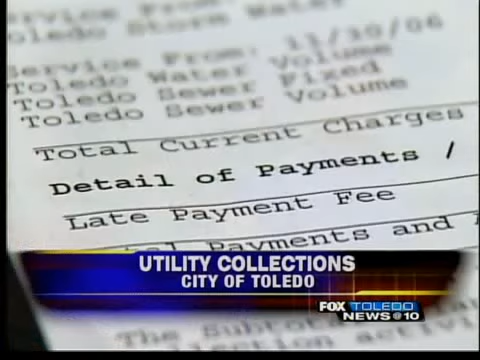 Service From:
Toledo Storm Water
Service From: 11/30/06
Toledo Water Volume
Toledo Sewer Fixed
Toledo Sewer Volume
Total Current Charges
Detail of Payments /
Late Payment Fee
Payments and
UTILITY COLLECTIONS
CITY OF TOLEDO
FOX TOLEDO
NEWS @ 10
The Subtotal